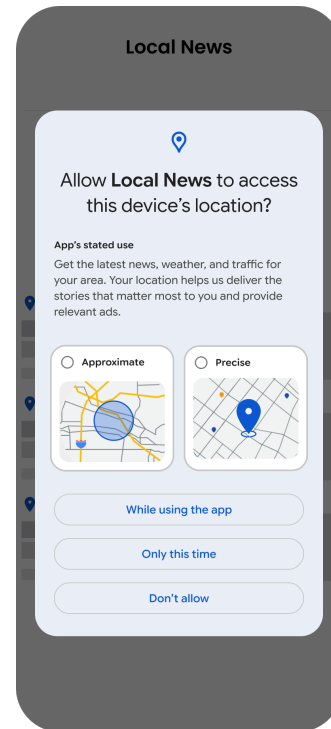 Local News
Allow Local News to access
this device's location?
App's stated use
Get the latest news, weather, and traffic for
your area. Your location helps us deliver the
stories that matter most to you and provide
relevant ads.
Approximate
Precise
While using the app
Only this time
Don't allow